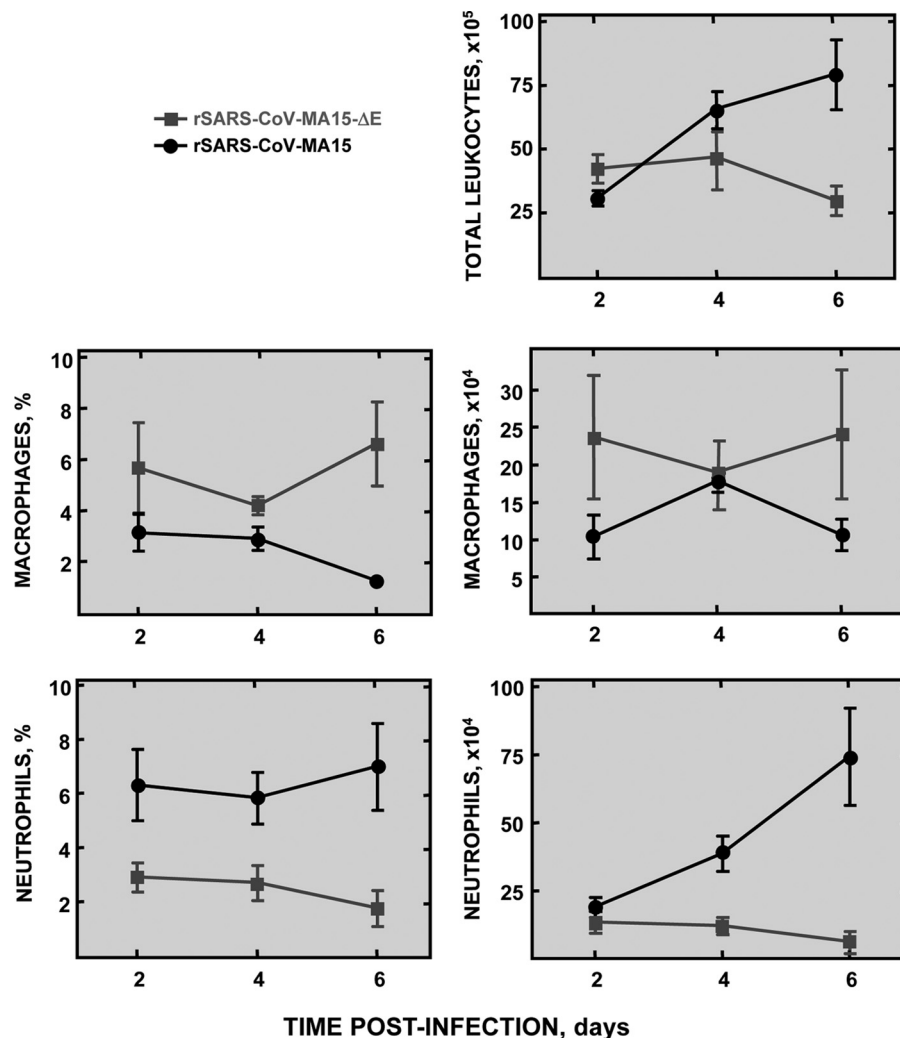 rSARS-CoV-MA15-ΔE
rSARS-CoV-MA15
TOTAL LEUKOCYTES, x10⁵
100
75
50
25
2 4 6
MACROPHAGES, %
10
8
6
4
2
2 4 6
MACROPHAGES, x10⁴
30
25
20
15
10
5
2 4 6
NEUTROPHILS, %
10
8
6
4
2
2 4 6
NEUTROPHILS, x10⁴
100
75
50
25
2 4 6
TIME POST-INFECTION, days